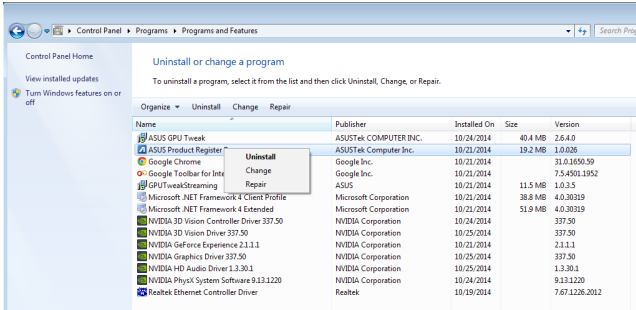 Control Panel ▸ Programs ▸ Programs and Features
Search Prog
Control Panel Home
View installed updates
Turn Windows features on or
off
Uninstall or change a program
To uninstall a program, select it from the list and then click Uninstall, Change, or Repair.
Organize Uninstall Change Repair
Name Publisher Installed On Size Version
ASUS GPU Tweak ASUSTek COMPUTER INC. 10/24/2014 40.4 MB 2.6.4.0
ASUS Product Register ASUSTek Computer Inc. 10/21/2014 19.2 MB 1.0.026
Google Chrome Google Inc. 10/21/2014 31.0.1650.59
Google Toolbar for Inte Google Inc. 10/21/2014 7.5.4501.1952
GPUTweakStreaming ASUS 10/21/2014 11.5 MB 1.0.3.5
Microsoft .NET Framework 4 Client Profile Microsoft Corporation 10/21/2014 38.8 MB 4.0.30319
Microsoft .NET Framework 4 Extended Microsoft Corporation 10/21/2014 51.9 MB 4.0.30319
NVIDIA 3D Vision Controller Driver 337.50 NVIDIA Corporation 10/24/2014 337.50
NVIDIA 3D Vision Driver 337.50 NVIDIA Corporation 10/25/2014 337.50
NVIDIA GeForce Experience 2.1.1.1 NVIDIA Corporation 10/21/2014 2.1.1.1
NVIDIA Graphics Driver 337.50 NVIDIA Corporation 10/25/2014 337.50
NVIDIA HD Audio Driver 1.3.30.1 NVIDIA Corporation 10/25/2014 1.3.30.1
NVIDIA PhysX System Software 9.13.1220 NVIDIA Corporation 10/24/2014 9.13.1220
Realtek Ethernet Controller Driver Realtek 10/19/2014 7.67.1226.2012
Uninstall
Change
Repair